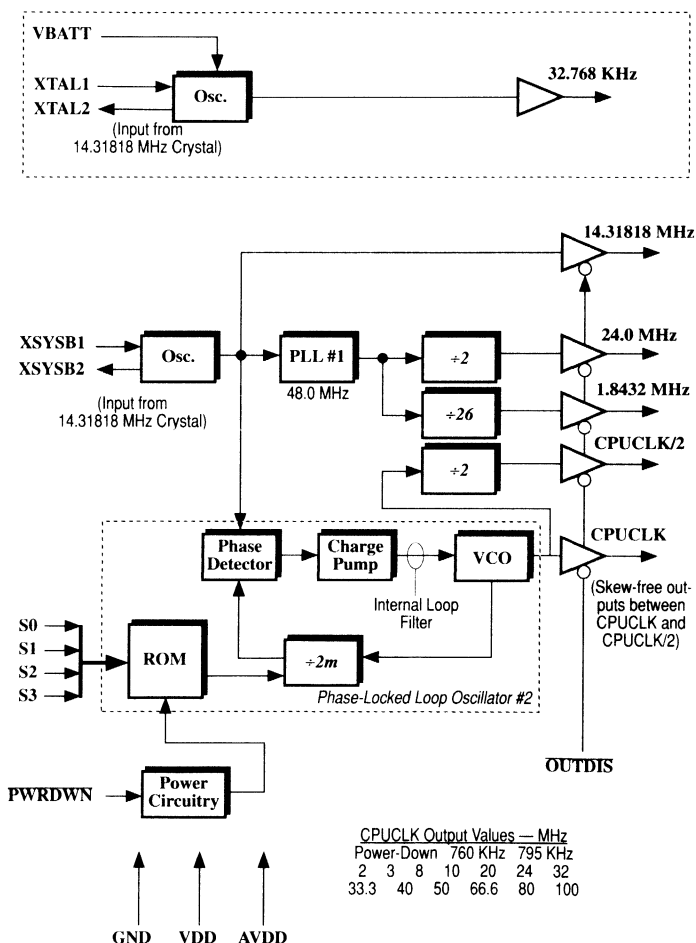 VBATT
XTAL1
XTAL2
Osc.
32.768 KHz
(Input from
14.31818 MHz Crystal)
14.31818 MHz
XSYSB1
XSYSB2
Osc.
PLL #1
48.0 MHz
÷2
24.0 MHz
(Input from
14.31818 MHz Crystal)
÷26
1.8432 MHz
÷2
CPUCLK/2
Phase
Detector
Charge
Pump
VCO
CPUCLK
Internal Loop
Filter
(Skew-free out-
puts between
CPUCLK and
CPUCLK/2)
S0
S1
S2
S3
ROM
÷2m
Phase-Locked Loop Oscillator #2
OUTDIS
PWRDWN
Power
Circuitry
CPUCLK Output Values — MHz
Power-Down 760 KHz 795 KHz
2 3 8 10 20 24 32
33.3 40 50 66.6 80 100
GND VDD AVDD